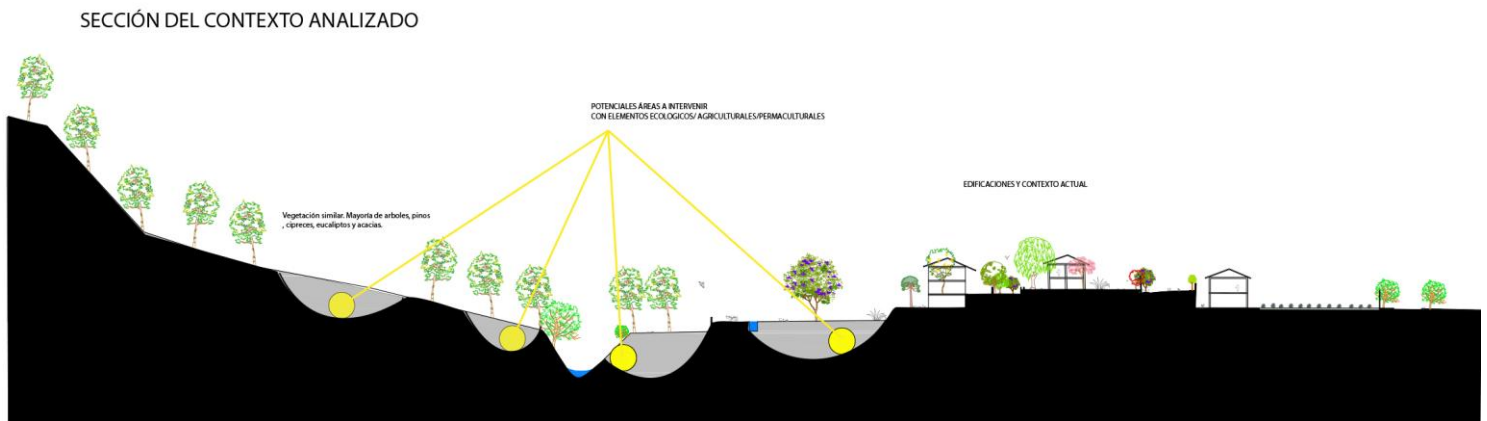 SECCIÓN DEL CONTEXTO ANALIZADO
POTENCIALES ÁREAS A INTERVENIR
CON ELEMENTOS ECOLOGICOS/ AGRICULTURALES/PERMACULTURALES
EDIFICACIONES Y CONTEXTO ACTUAL
Vegetación similar. Mayoría de arboles, pinos
, cipreces, eucaliptos y acacias.